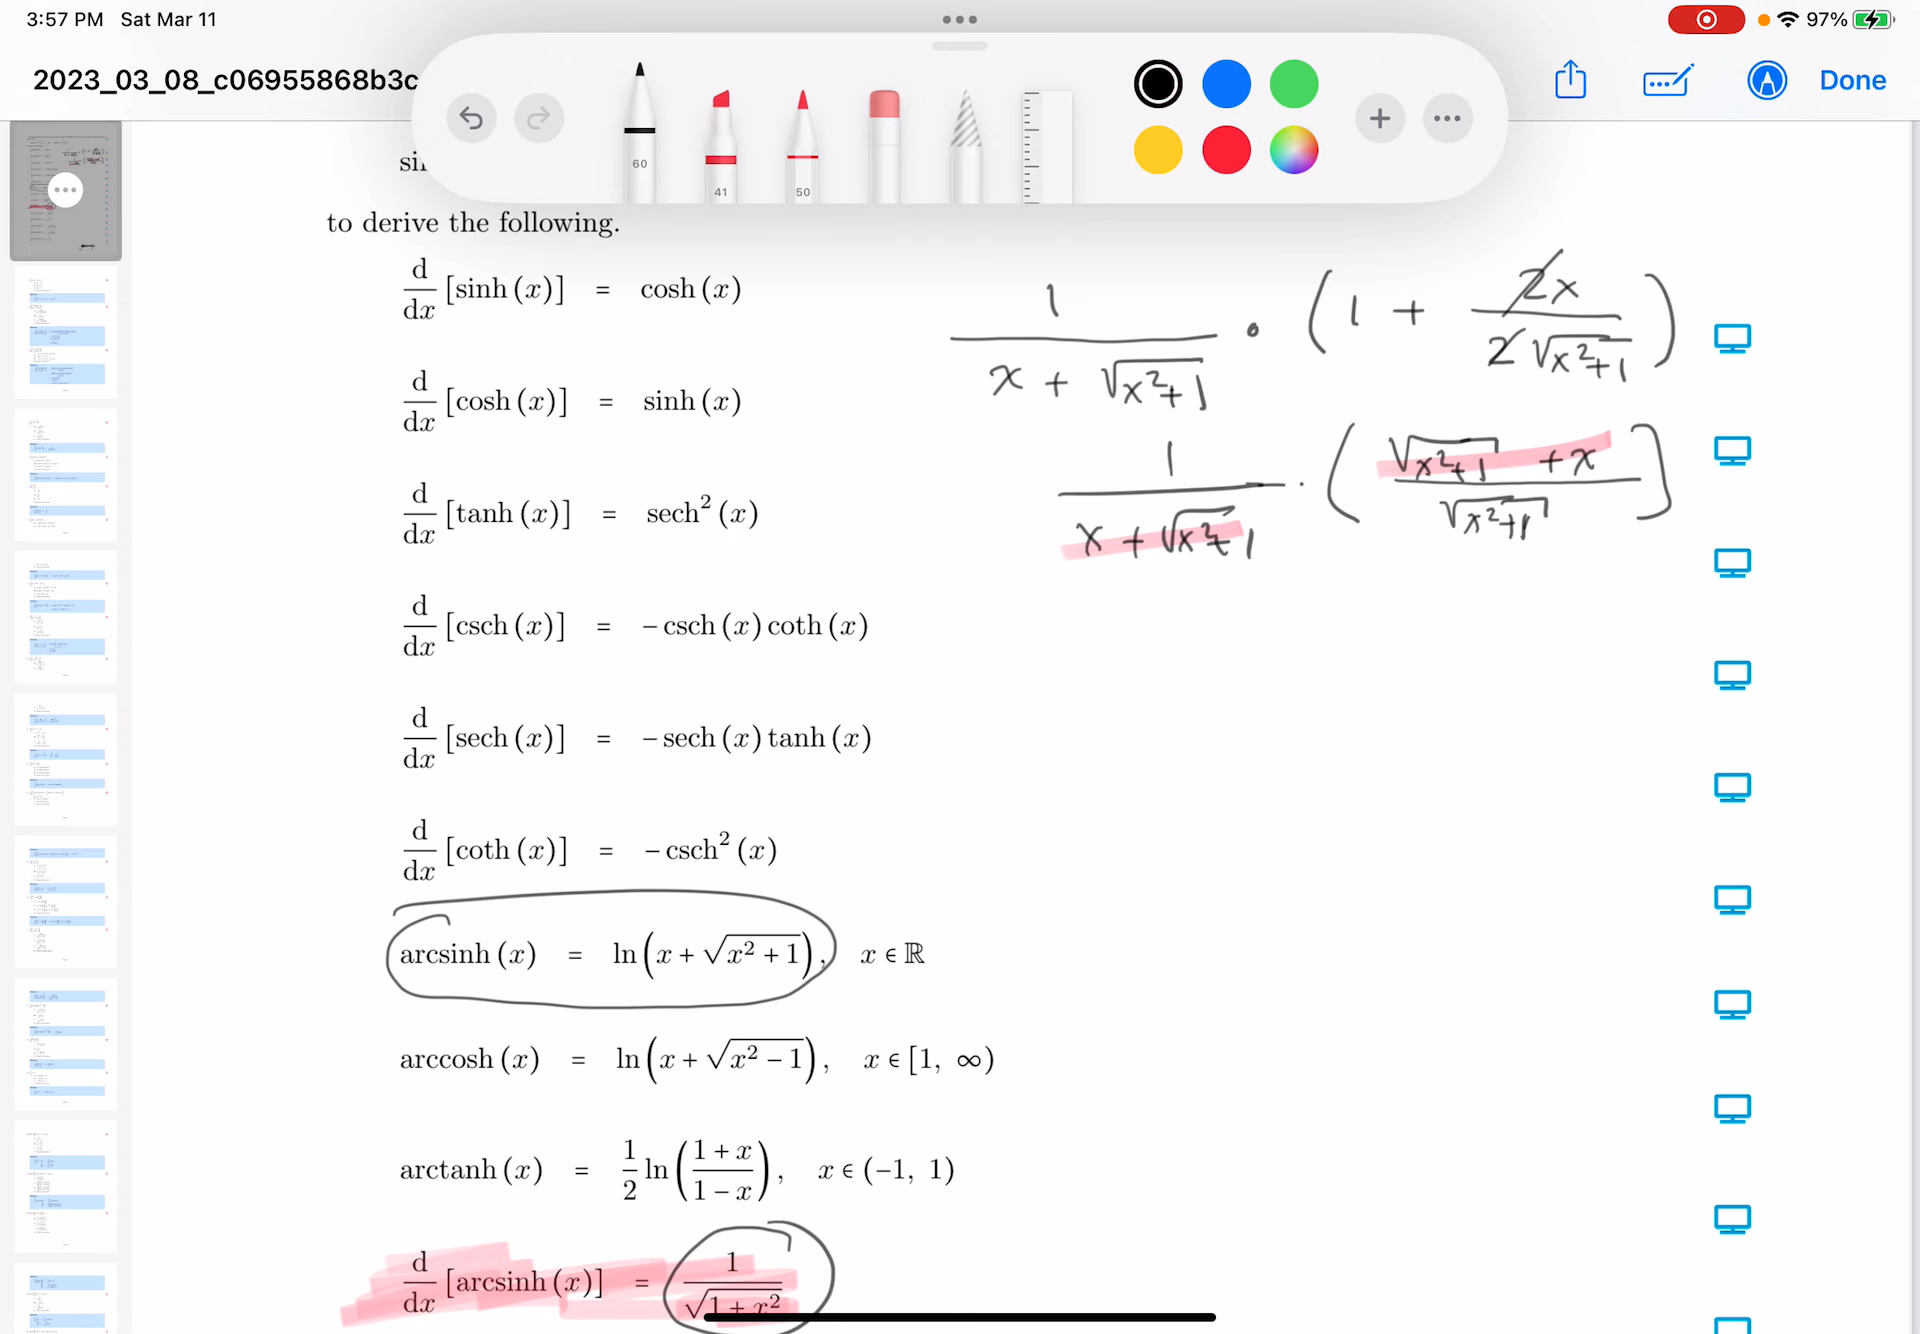 3:57 PM Sat Mar 11
97%
2023_03_08_c06955868b3c
Done
60
41
50
to derive the following.
d/dx [sinh (x)] = cosh (x)
1/(x + √(x²+1)) · (1 + 2x/(2√(x²+1)))
d/dx [cosh (x)] = sinh (x)
1/(x + √(x²+1)) · ((√(x²+1) + x)/√(x²+1)]
d/dx [tanh (x)] = sech² (x)
d/dx [csch (x)] = − csch (x) coth (x)
d/dx [sech (x)] = − sech (x) tanh (x)
d/dx [coth (x)] = − csch² (x)
arcsinh (x) = ln(x + √(x² + 1)), x ∈ ℝ
arccosh (x) = ln(x + √(x² − 1)), x ∈ [1, ∞)
arctanh (x) = 1/2 ln((1 + x)/(1 − x)), x ∈ (−1, 1)
d/dx [arcsinh (x)] = 1/√(1 + x²)